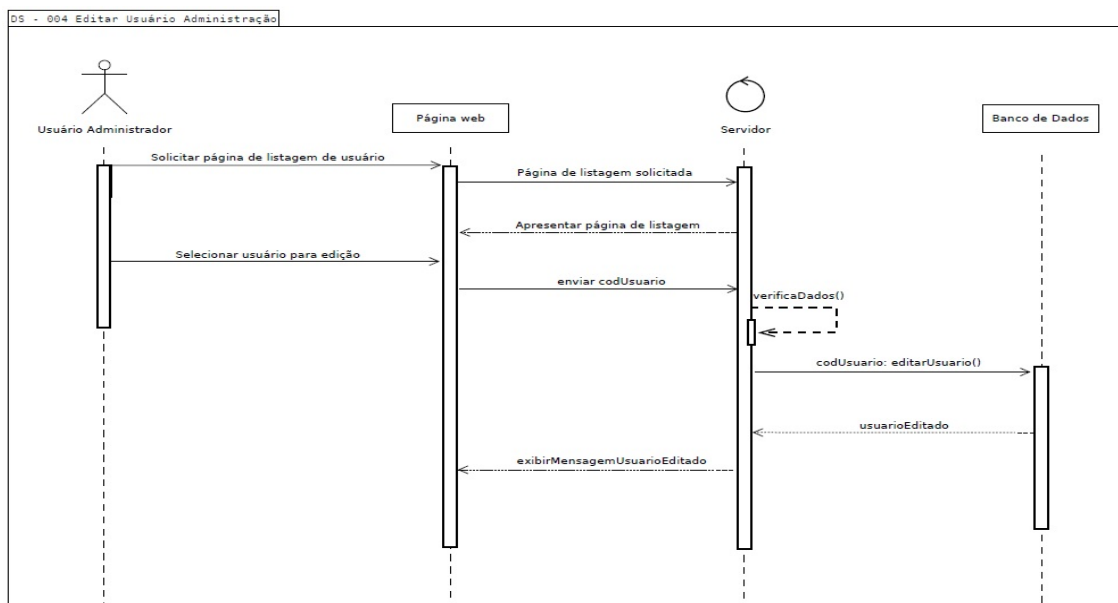 DS - 004 Editar Usuário Administração
Usuário Administrador
Página web
Servidor
Banco de Dados
Solicitar página de listagem de usuário
Página de listagem solicitada
Apresentar página de listagem
Selecionar usuário para edição
enviar codUsuario
verificaDados()
codUsuario: editarUsuario()
usuarioEditado
exibirMensagemUsuarioEditado